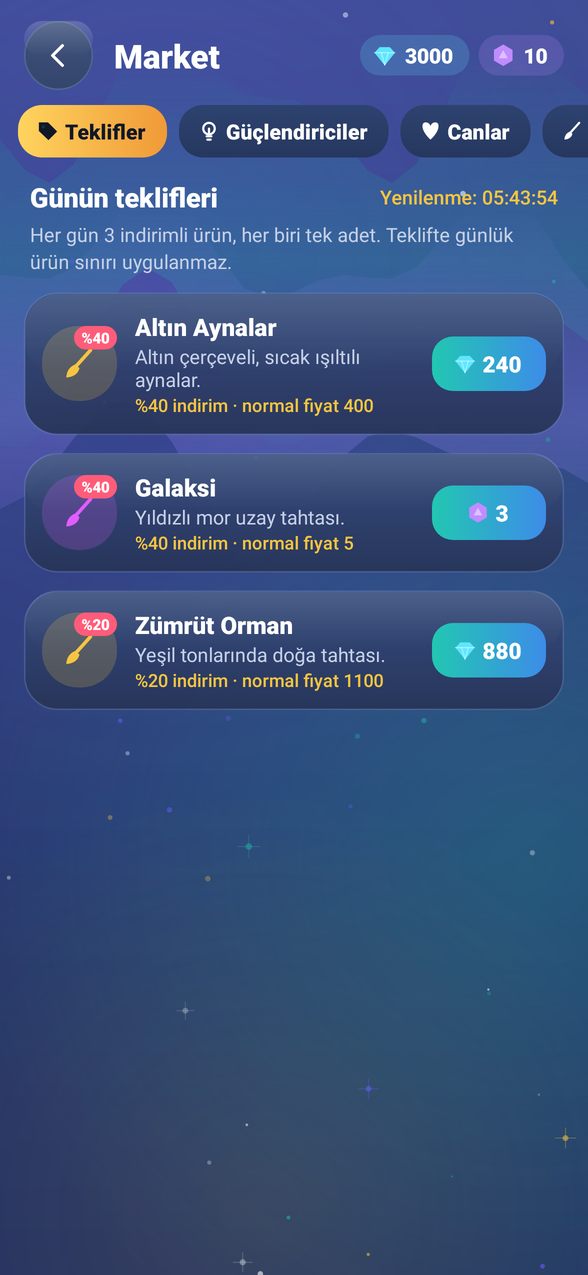 Market
3000
10
Teklifler
Güçlendiriciler
Canlar
Günün teklifleri
Yenilenme: 05:43:54
Her gün 3 indirimli ürün, her biri tek adet. Teklifte günlük
ürün sınırı uygulanmaz.
%40
Altın Aynalar
Altın çerçeveli, sıcak ışıltılı
aynalar.
%40 indirim · normal fiyat 400
240
%40
Galaksi
Yıldızlı mor uzay tahtası.
%40 indirim · normal fiyat 5
3
%20
Zümrüt Orman
Yeşil tonlarında doğa tahtası.
%20 indirim · normal fiyat 1100
880